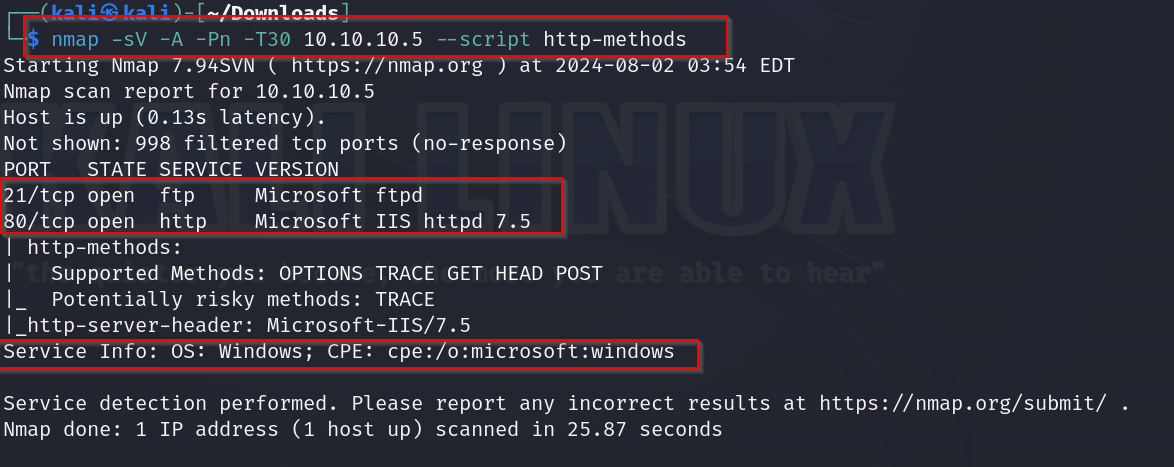 ┌──(kali㉿kali)-[~/Downloads]
└─$ nmap -sV -A -Pn -T30 10.10.10.5 --script http-methods
Starting Nmap 7.94SVN ( https://nmap.org ) at 2024-08-02 03:54 EDT
Nmap scan report for 10.10.10.5
Host is up (0.13s latency).
Not shown: 998 filtered tcp ports (no-response)
PORT   STATE SERVICE VERSION
21/tcp open  ftp     Microsoft ftpd
80/tcp open  http    Microsoft IIS httpd 7.5
| http-methods:
|   Supported Methods: OPTIONS TRACE GET HEAD POST
|_  Potentially risky methods: TRACE
|_http-server-header: Microsoft-IIS/7.5
Service Info: OS: Windows; CPE: cpe:/o:microsoft:windows
Service detection performed. Please report any incorrect results at https://nmap.org/submit/ .
Nmap done: 1 IP address (1 host up) scanned in 25.87 seconds
KALI LINUX
are able to hear"